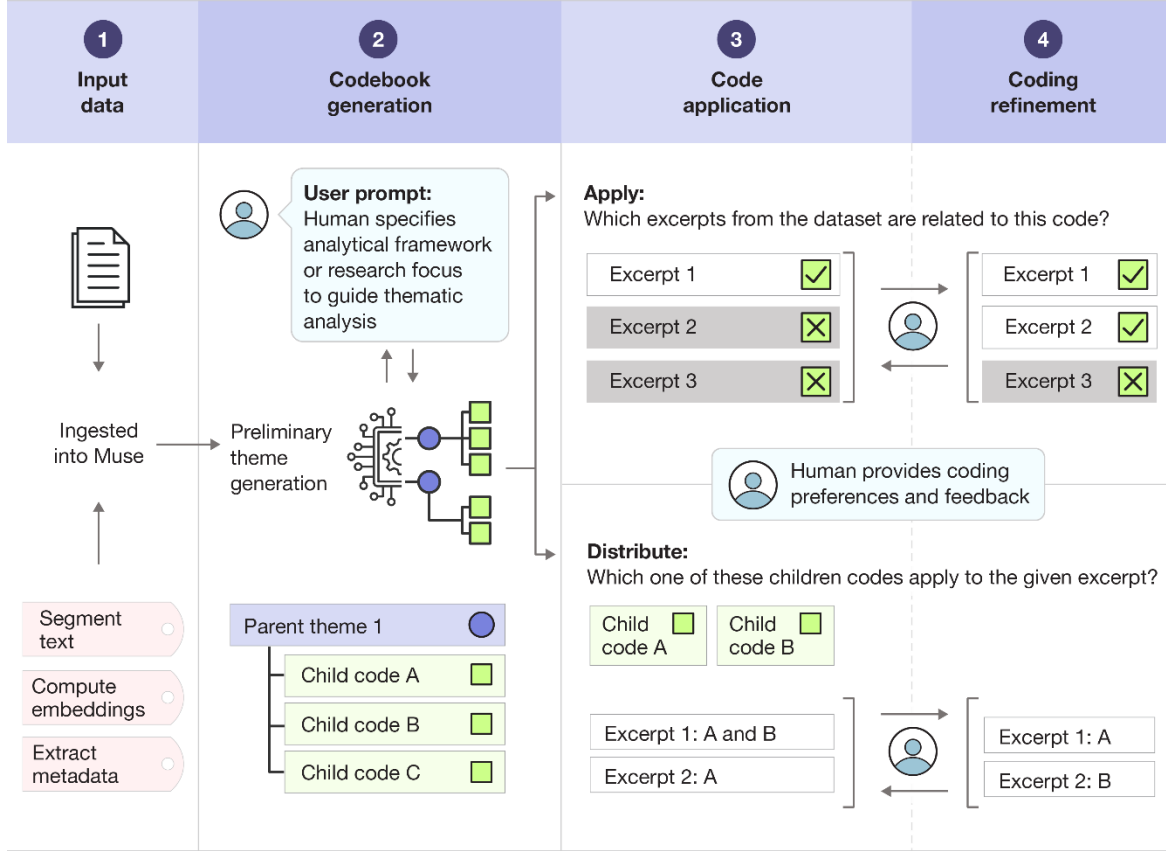 1
Input
data
2
Codebook
generation
3
Code
application
4
Coding
refinement
Ingested
into Muse
Segment
text
Compute
embeddings
Extract
metadata
User prompt:
Human specifies
analytical framework
or research focus
to guide thematic
analysis
Preliminary
theme
generation
Parent theme 1
Child code A
Child code B
Child code C
Apply:
Which excerpts from the dataset are related to this code?
Excerpt 1
Excerpt 2
Excerpt 3
Excerpt 1
Excerpt 2
Excerpt 3
Human provides coding
preferences and feedback
Distribute:
Which one of these children codes apply to the given excerpt?
Child
code A
Child
code B
Excerpt 1: A and B
Excerpt 2: A
Excerpt 1: A
Excerpt 2: B